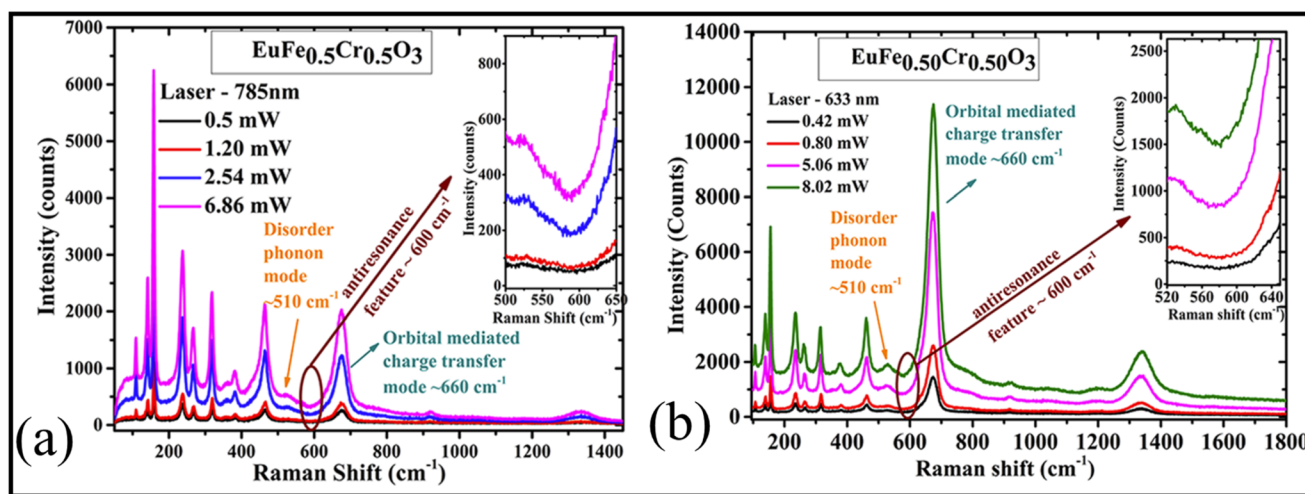 EuFe0.5Cr0.5O3
Laser - 785nm
0.5 mW
1.20 mW
2.54 mW
6.86 mW
Intensity (counts)
7000
6000
5000
4000
3000
2000
1000
0
200 400 600 800 1000 1200 1400
Raman Shift (cm-1)
Disorder
phonon
mode
~510 cm-1
antiresonance
feature ~ 600 cm-1
Orbital mediated
charge transfer
mode ~660 cm-1
Intensity (counts)
800
600
400
200
0
500 550 600 650
Raman Shift (cm-1)
(a)
EuFe0.50Cr0.50O3
Laser - 633 nm
0.42 mW
0.80 mW
5.06 mW
8.02 mW
Intensity (Counts)
14000
12000
10000
8000
6000
4000
2000
0
200 400 600 800 1000 1200 1400 1600 1800
Raman shift (cm-1)
Orbital mediated
charge transfer
mode ~660 cm-1
Disorder
phonon
mode
~510 cm-1
antiresonance
feature ~ 600 cm-1
Intensity (Counts)
2500
2000
1500
1000
500
0
520 560 600 640
Raman Shift (cm-1)
(b)